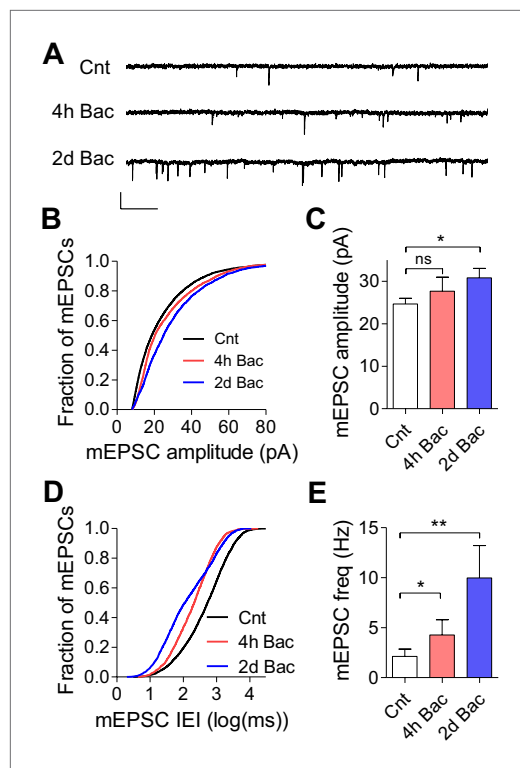 A
Cnt
4h Bac
2d Bac
B
Fraction of mEPSCs
1.0
0.8
0.6
0.4
0.2
0.0
Cnt
4h Bac
2d Bac
0 20 40 60 80
mEPSC amplitude (pA)
C
mEPSC amplitude (pA)
30
20
10
0
*
ns
Cnt
4h Bac
2d Bac
D
Fraction of mEPSCs
1.0
0.8
0.6
0.4
0.2
0.0
Cnt
4h Bac
2d Bac
0 1 2 3 4
mEPSC IEI (log(ms))
E
mEPSC freq (Hz)
15
10
5
0
**
*
Cnt
4h Bac
2d Bac